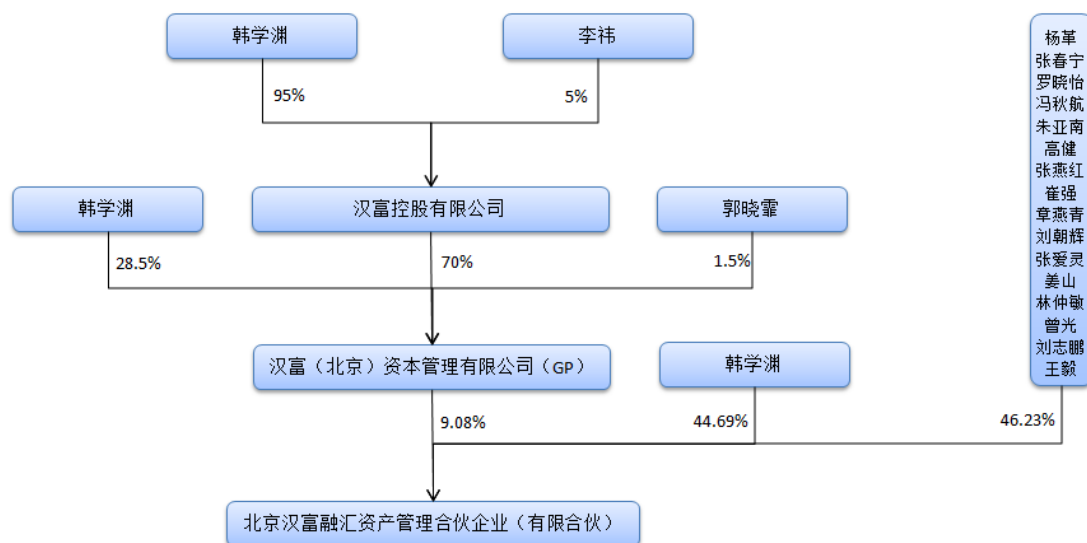 韩学渊
李祎
95%
5%
韩学渊
汉富控股有限公司
郭晓霏
28.5%
70%
1.5%
汉富（北京）资本管理有限公司（GP）
韩学渊
杨革
张春宁
罗晓怡
冯秋航
朱亚南
高健
张燕红
崔强
章燕青
刘朝辉
张爱灵
姜山
林仲敏
曾光
刘志鹏
王毅
9.08%
44.69%
46.23%
北京汉富融汇资产管理合伙企业（有限合伙）